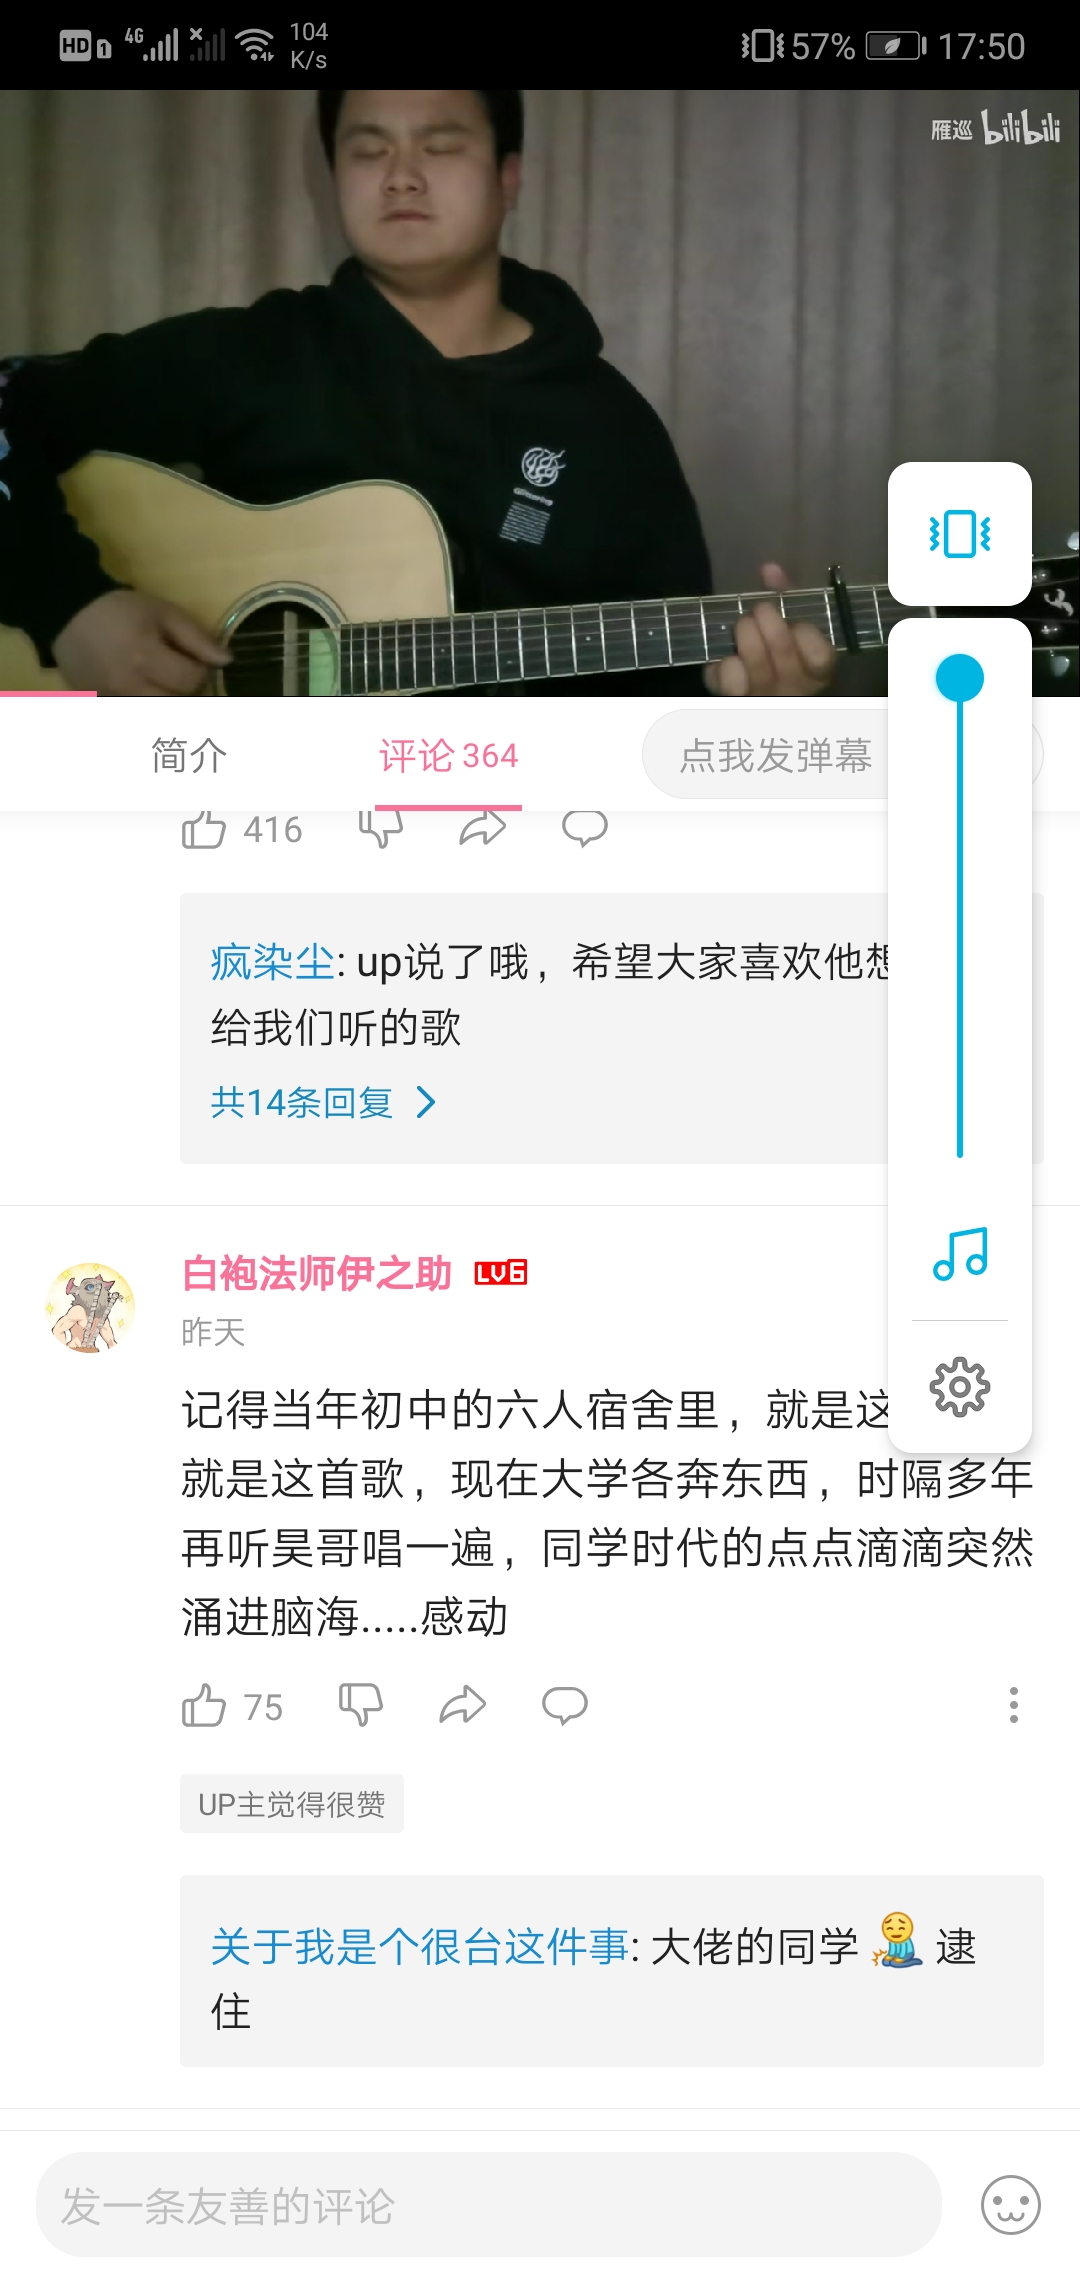 HD 1 4G 104 K/s 57% 17:50
雁巡 bilibili
简介 评论 364 点我发弹幕
416
疯染尘: up说了哦，希望大家喜欢他想
给我们听的歌
共14条回复
白袍法师伊之助 LV6
昨天
记得当年初中的六人宿舍里，就是这
就是这首歌，现在大学各奔东西，时隔多年
再听昊哥唱一遍，同学时代的点点滴滴突然
涌进脑海.....感动
75
UP主觉得很赞
关于我是个很台这件事: 大佬的同学 逮
住
发一条友善的评论